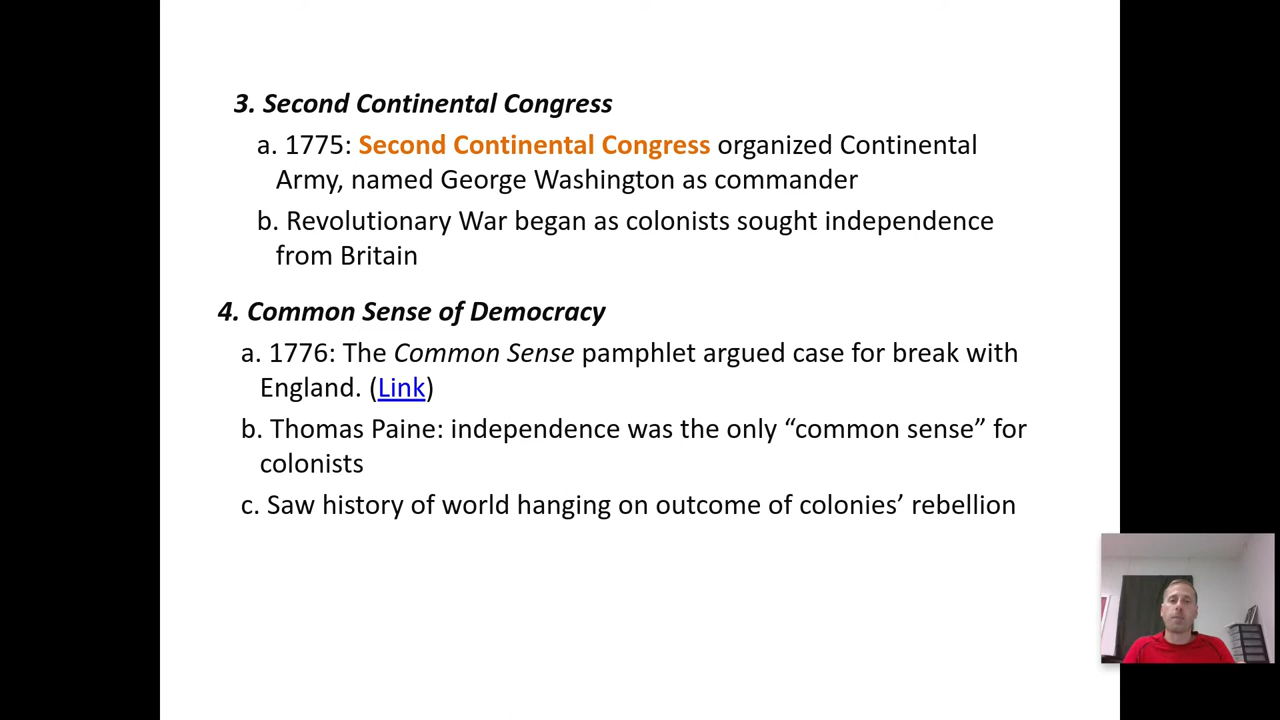 3. Second Continental Congress
a. 1775: Second Continental Congress organized Continental
Army, named George Washington as commander
b. Revolutionary War began as colonists sought independence
from Britain
4. Common Sense of Democracy
a. 1776: The Common Sense pamphlet argued case for break with
England. (Link)
b. Thomas Paine: independence was the only “common sense” for
colonists
c. Saw history of world hanging on outcome of colonies’ rebellion